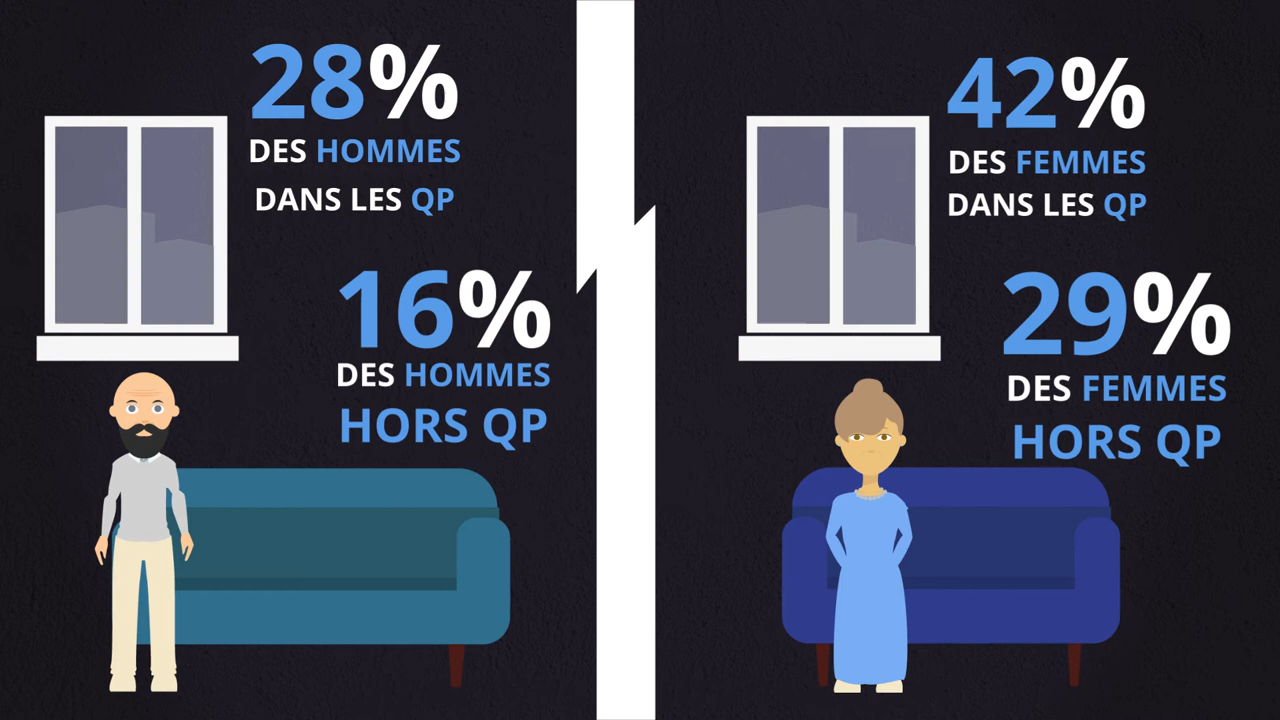 28%
DES HOMMES
DANS LES QP
16%
DES HOMMES
HORS QP
42%
DES FEMMES
DANS LES QP
29%
DES FEMMES
HORS QP